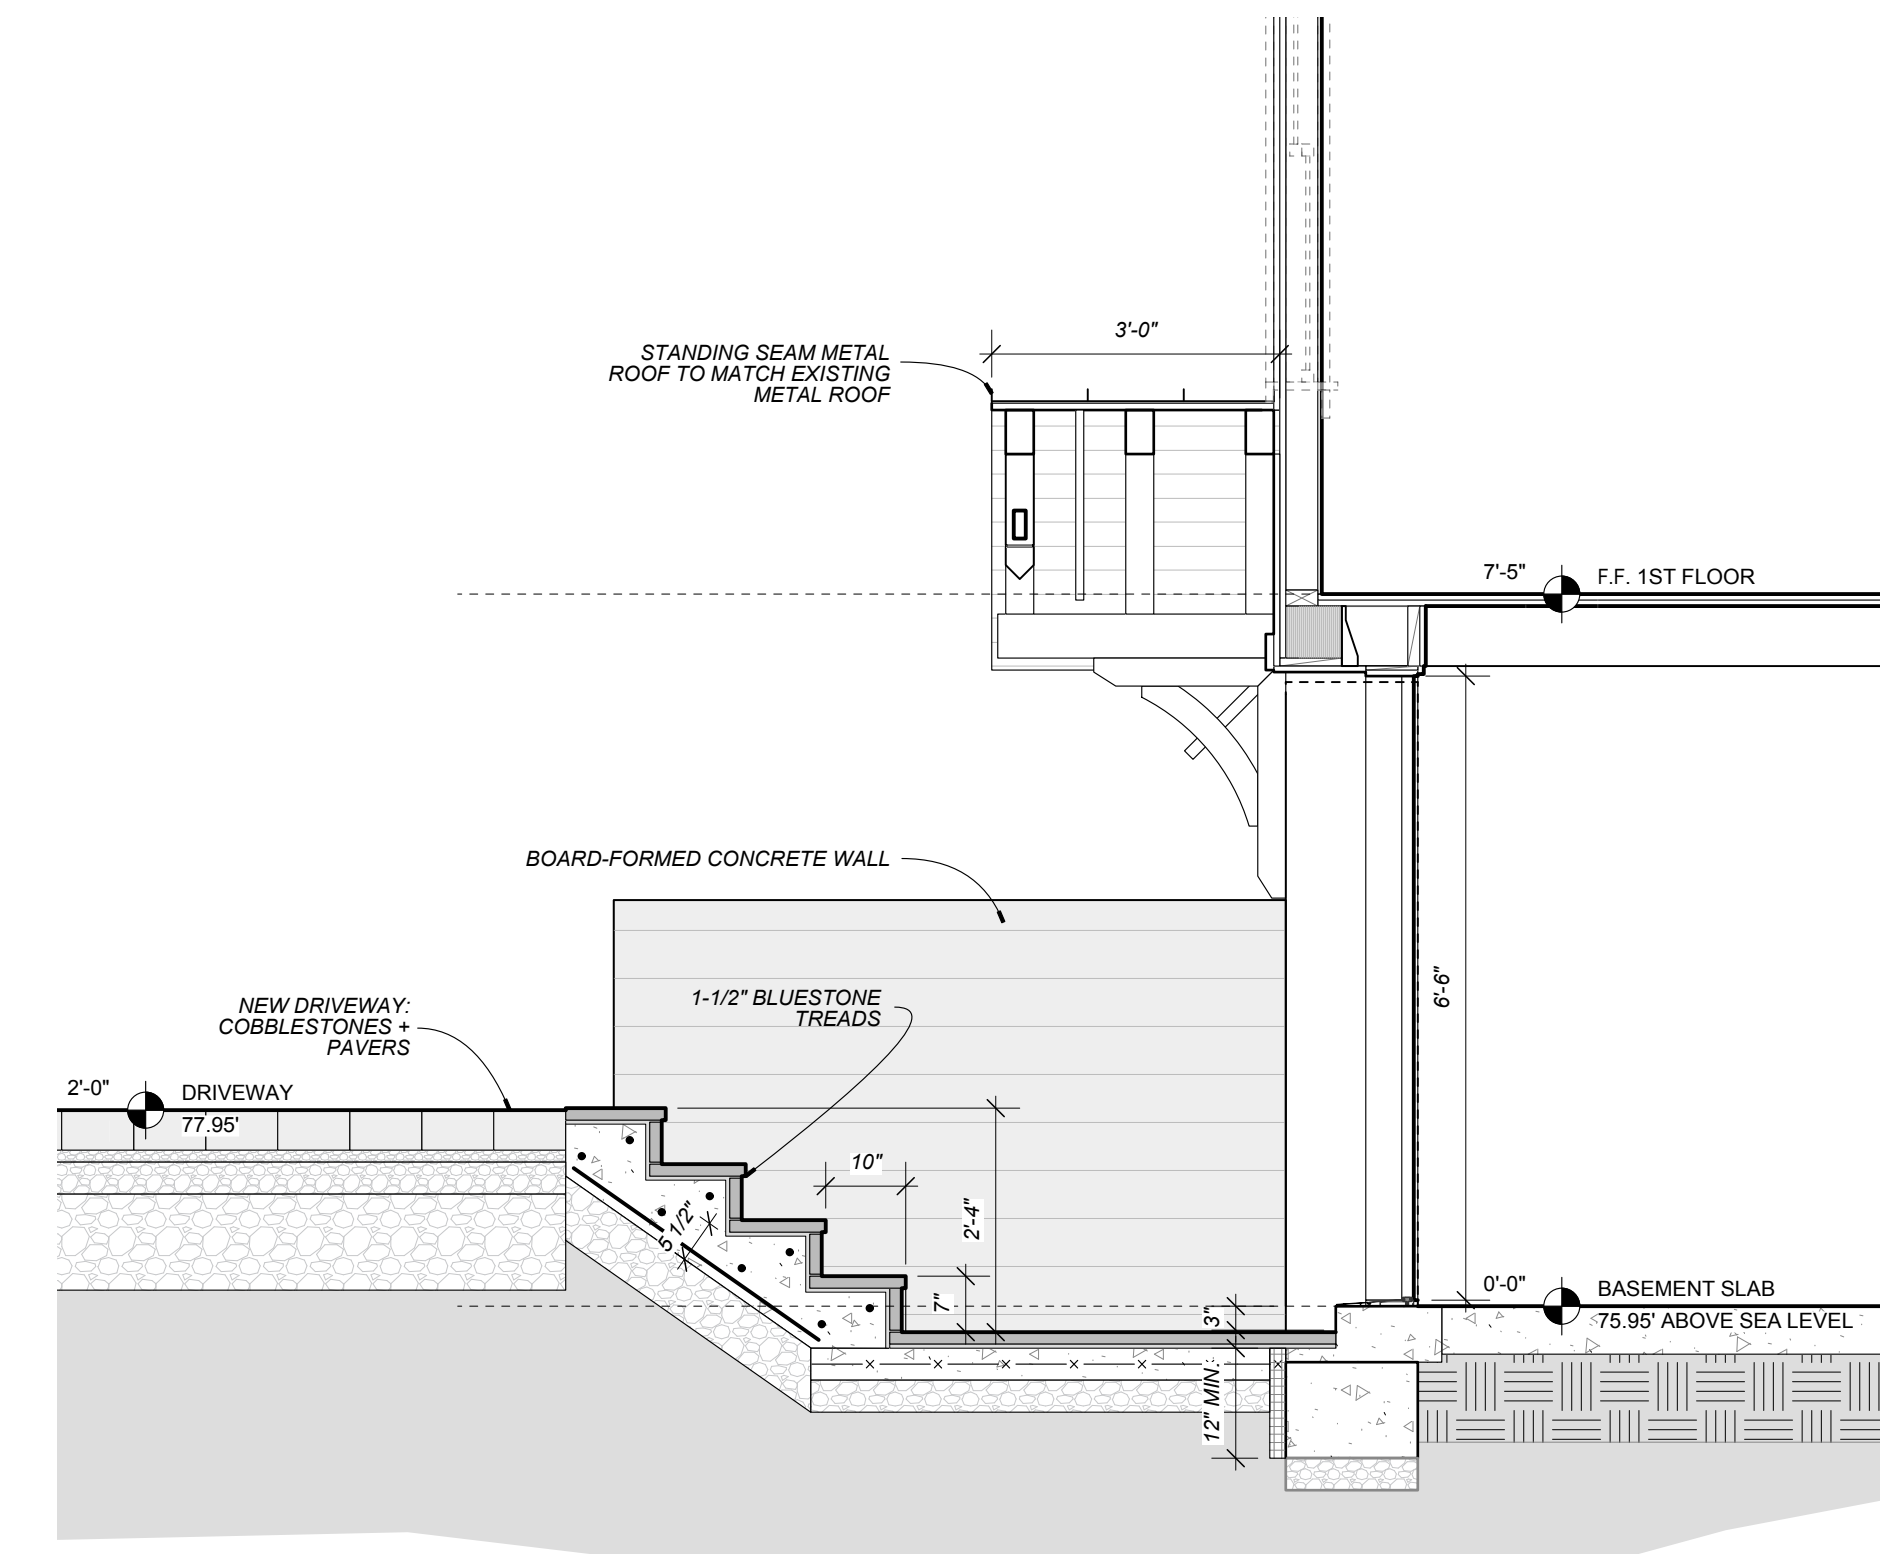 3'-0"
STANDING SEAM METAL
ROOF TO MATCH EXISTING
METAL ROOF
7'-5"
F.F. 1ST FLOOR
BOARD-FORMED CONCRETE WALL
6'-6"
1-1/2" BLUESTONE
TREADS
NEW DRIVEWAY:
COBBLESTONES +
PAVERS
2'-0"
DRIVEWAY
77.95'
10"
2'-4"
5 1/2"
7"
3"
0'-0"
BASEMENT SLAB
75.95' ABOVE SEA LEVEL
12" MIN.